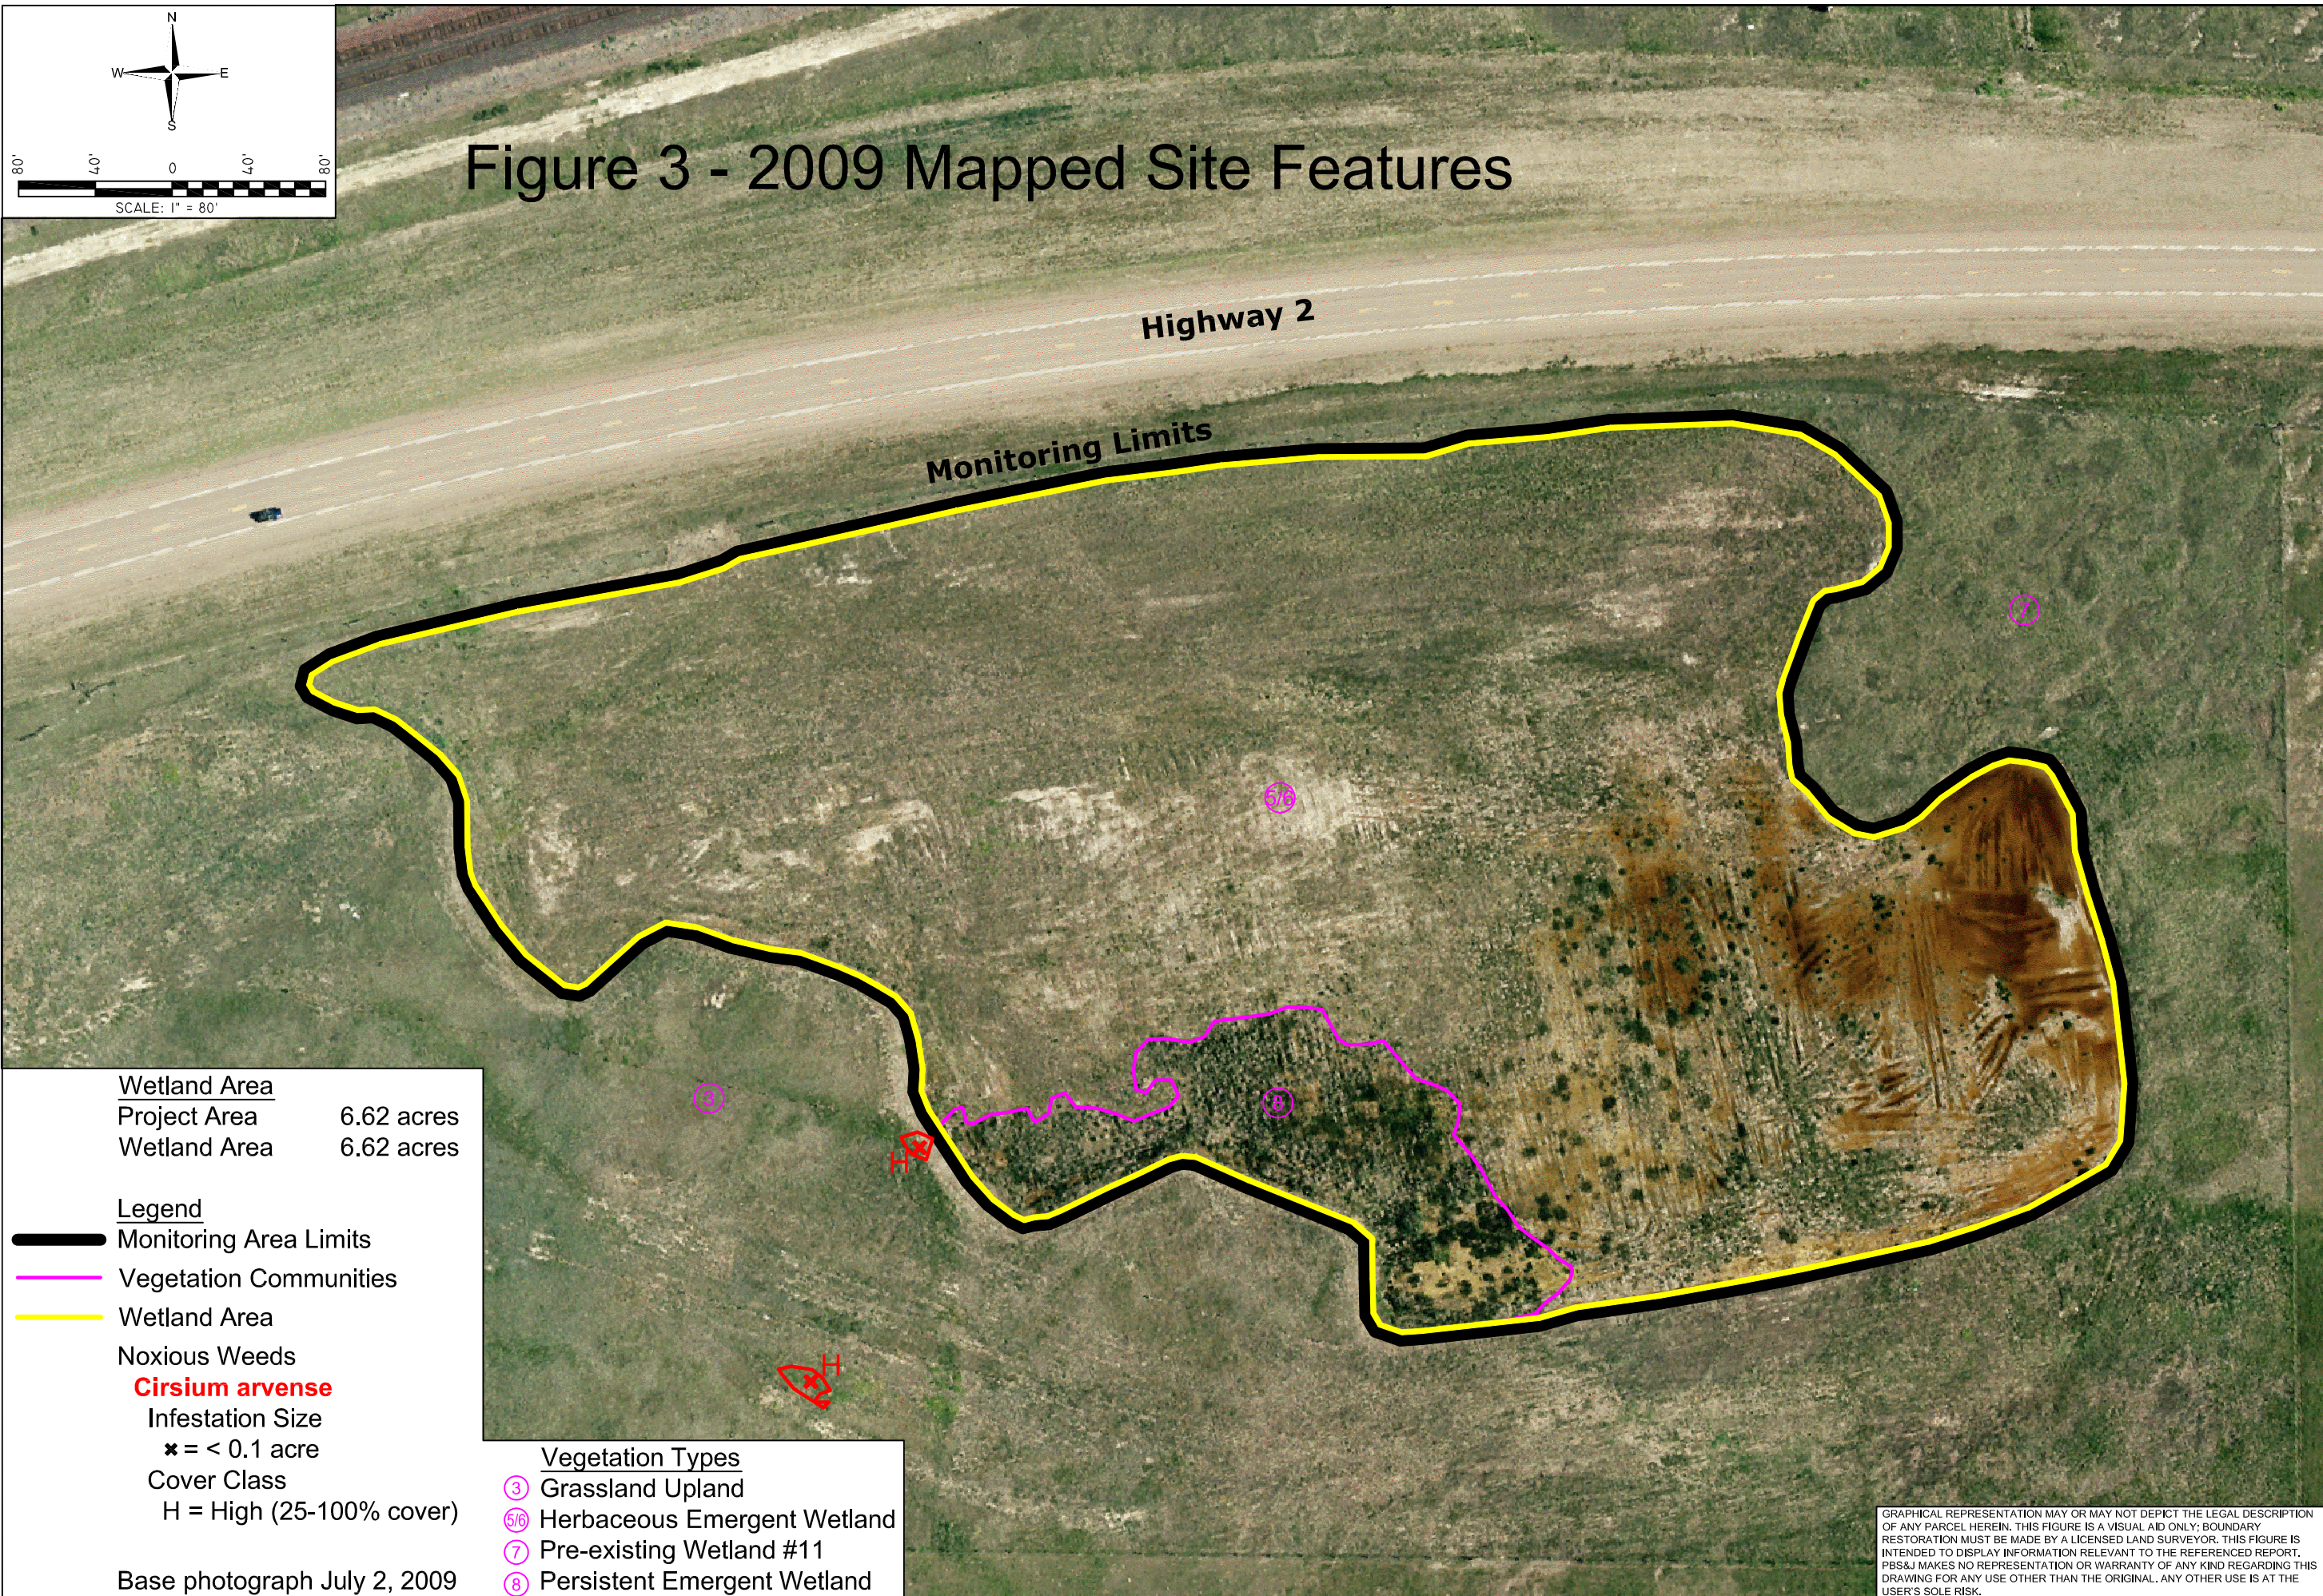 N
W E
S
80' 40' 0 40' 80'
SCALE: 1" = 80'
Figure 3 - 2009 Mapped Site Features
Highway 2
Monitoring Limits
7
5/6
8
3
H
H
Wetland Area
Project Area 6.62 acres
Wetland Area 6.62 acres
Legend
Monitoring Area Limits
Vegetation Communities
Wetland Area
Noxious Weeds
Cirsium arvense
Infestation Size
✖ = < 0.1 acre
Cover Class
H = High (25-100% cover)
Base photograph July 2, 2009
Vegetation Types
3 Grassland Upland
5/6 Herbaceous Emergent Wetland
7 Pre-existing Wetland #11
8 Persistent Emergent Wetland
GRAPHICAL REPRESENTATION MAY OR MAY NOT DEPICT THE LEGAL DESCRIPTION
OF ANY PARCEL HEREIN. THIS FIGURE IS A VISUAL AID ONLY; BOUNDARY
RESTORATION MUST BE MADE BY A LICENSED LAND SURVEYOR. THIS FIGURE IS
INTENDED TO DISPLAY INFORMATION RELEVANT TO THE REFERENCED REPORT.
PBS&J MAKES NO REPRESENTATION OR WARRANTY OF ANY KIND REGARDING THIS
DRAWING FOR ANY USE OTHER THAN THE ORIGINAL. ANY OTHER USE IS AT THE
USER'S SOLE RISK.